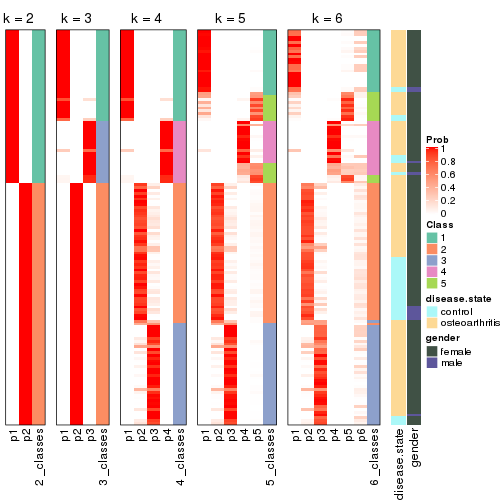 k = 2
k = 3
k = 4
k = 5
k = 6
Prob
1
0.8
0.6
0.4
0.2
0
Class
1
2
3
4
5
disease.state
control
osteoarthritis
gender
female
male
p1
p2
2_classes
p1
p2
p3
3_classes
p1
p2
p3
p4
4_classes
p1
p2
p3
p4
p5
5_classes
p1
p2
p3
p4
p5
p6
6_classes
disease.state
gender